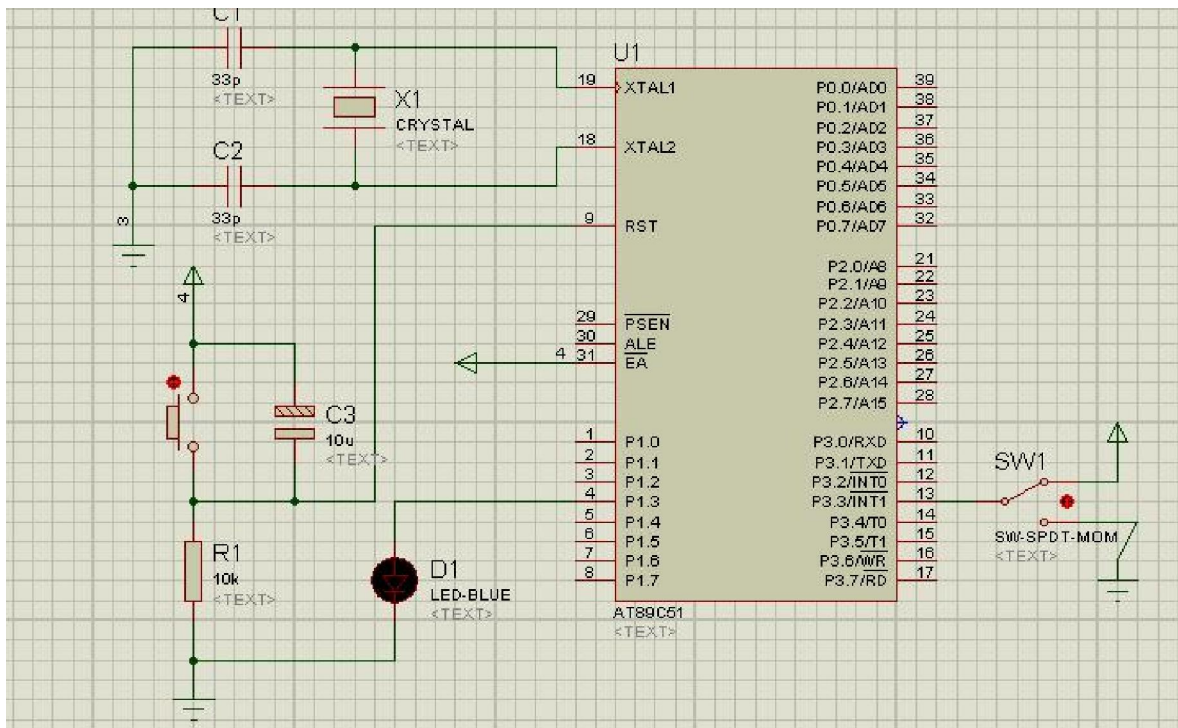 C1
33p
<TEXT>
X1
CRYSTAL
<TEXT>
C2
33p
<TEXT>
3
4
C3
10u
<TEXT>
R1
10k
<TEXT>
D1
LED-BLUE
<TEXT>
U1
19 XTAL1
18 XTAL2
9 RST
29 PSEN
30 ALE
4 31 EA
1 P1.0
2 P1.1
3 P1.2
4 P1.3
5 P1.4
6 P1.5
7 P1.6
8 P1.7
P0.0/AD0 39
P0.1/AD1 38
P0.2/AD2 37
P0.3/AD3 36
P0.4/AD4 35
P0.5/AD5 34
P0.6/AD6 33
P0.7/AD7 32
P2.0/A8 21
P2.1/A9 22
P2.2/A10 23
P2.3/A11 24
P2.4/A12 25
P2.5/A13 26
P2.6/A14 27
P2.7/A15 28
P3.0/RXD 10
P3.1/TXD 11
P3.2/INT0 12
P3.3/INT1 13
P3.4/T0 14
P3.5/T1 15
P3.6/WR 16
P3.7/RD 17
AT89C51
<TEXT>
SW1
SW-SPDT-MOM
<TEXT>